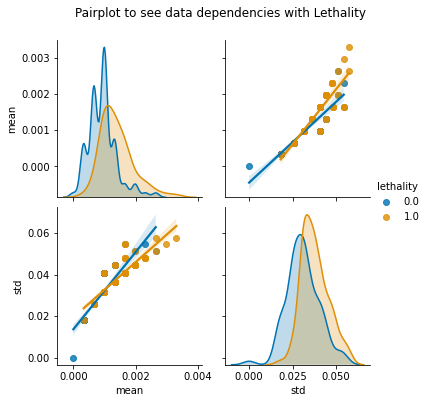 Pairplot to see data dependencies with Lethality
0.003
0.002
0.001
0.000
mean
lethality
0.0
1.0
0.06
0.04
0.02
0.00
std
0.000 0.002 0.004
mean
0.000 0.025 0.050
std